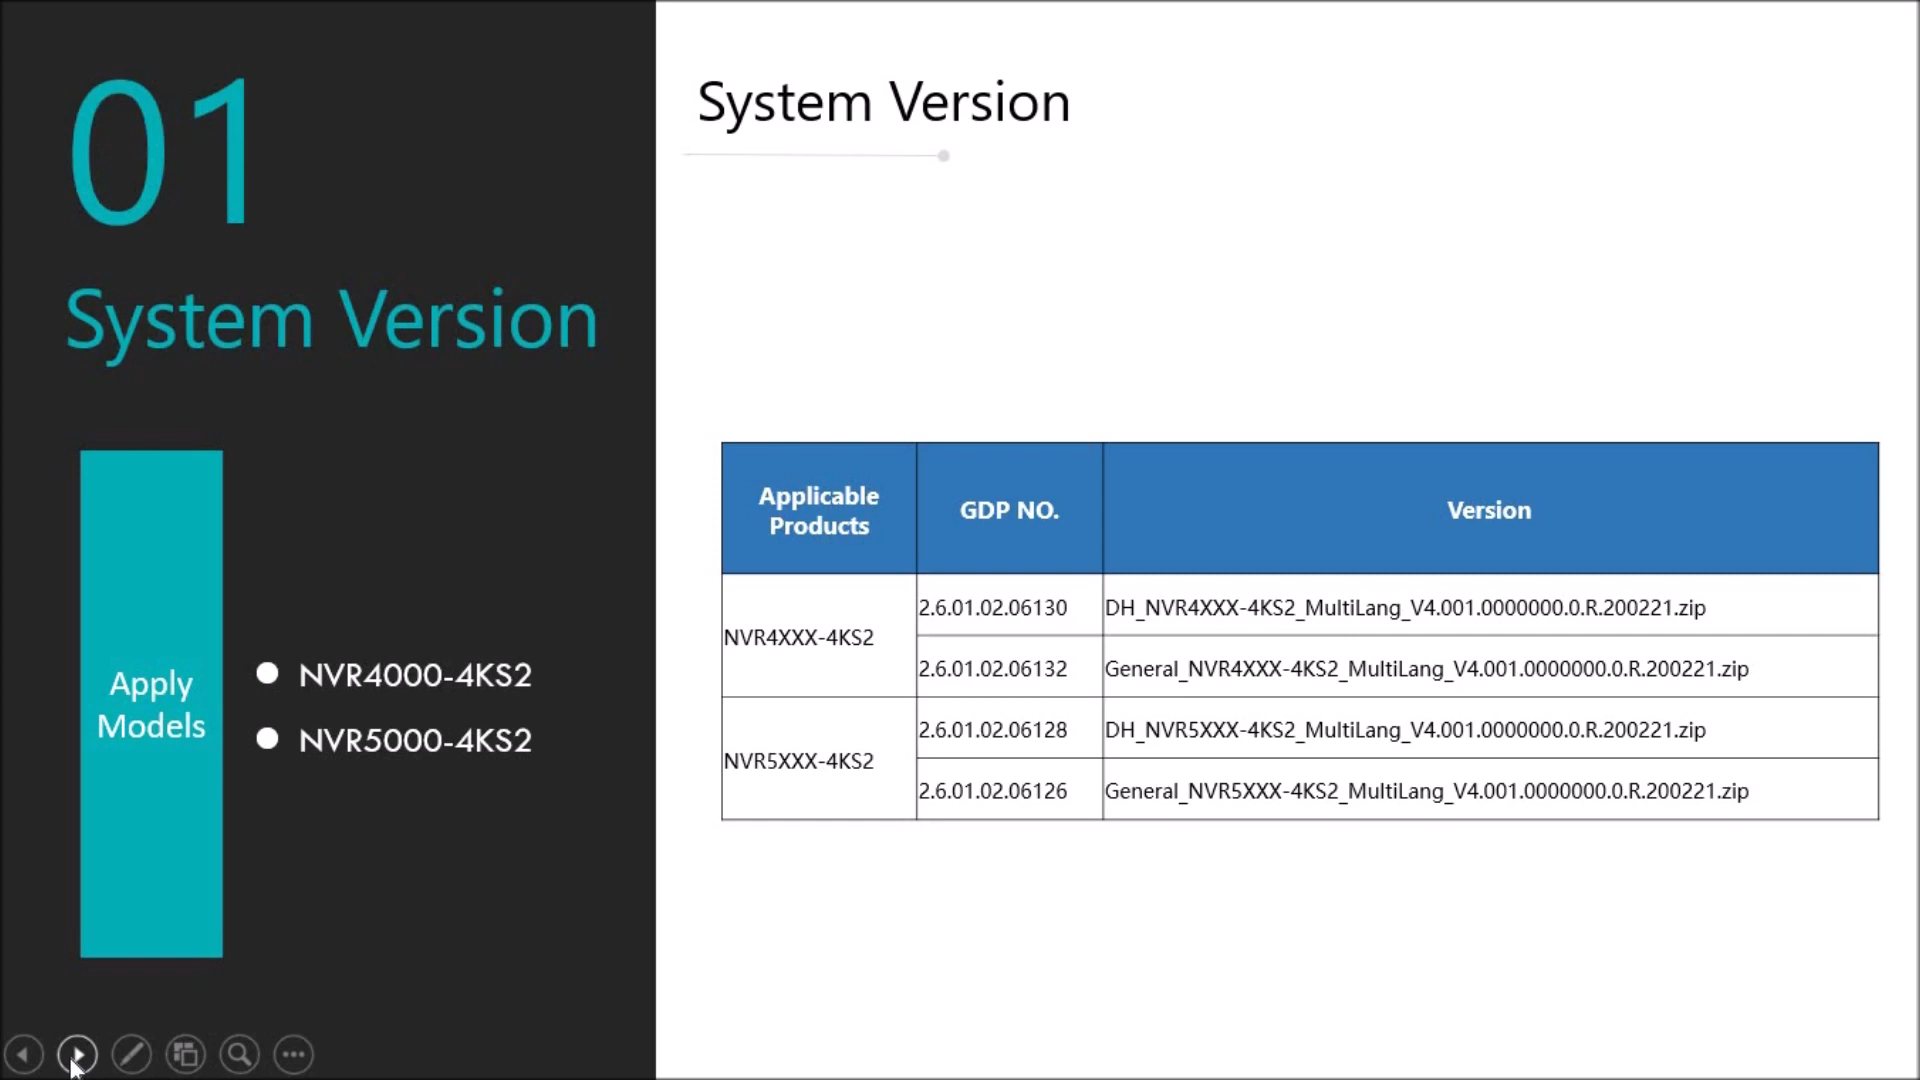 01
System Version
Apply
Models
● NVR4000-4KS2
● NVR5000-4KS2
System Version
Applicable
Products
GDP NO.
Version
NVR4XXX-4KS2
2.6.01.02.06130
DH_NVR4XXX-4KS2_MultiLang_V4.001.0000000.0.R.200221.zip
2.6.01.02.06132
General_NVR4XXX-4KS2_MultiLang_V4.001.0000000.0.R.200221.zip
NVR5XXX-4KS2
2.6.01.02.06128
DH_NVR5XXX-4KS2_MultiLang_V4.001.0000000.0.R.200221.zip
2.6.01.02.06126
General_NVR5XXX-4KS2_MultiLang_V4.001.0000000.0.R.200221.zip